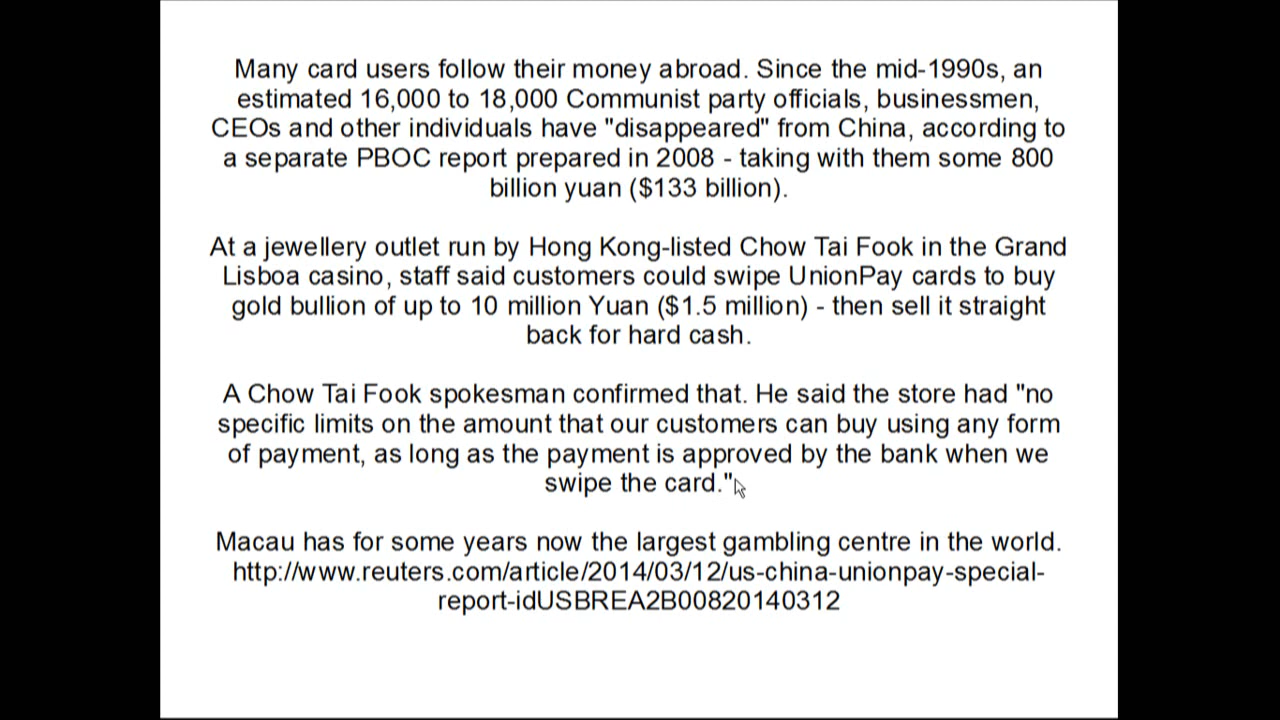 Many card users follow their money abroad. Since the mid-1990s, an
estimated 16,000 to 18,000 Communist party officials, businessmen,
CEOs and other individuals have "disappeared" from China, according to
a separate PBOC report prepared in 2008 - taking with them some 800
billion yuan ($133 billion).
At a jewellery outlet run by Hong Kong-listed Chow Tai Fook in the Grand
Lisboa casino, staff said customers could swipe UnionPay cards to buy
gold bullion of up to 10 million Yuan ($1.5 million) - then sell it straight
back for hard cash.
A Chow Tai Fook spokesman confirmed that. He said the store had "no
specific limits on the amount that our customers can buy using any form
of payment, as long as the payment is approved by the bank when we
swipe the card."
Macau has for some years now the largest gambling centre in the world.
http://www.reuters.com/article/2014/03/12/us-china-unionpay-special-
report-idUSBREA2B00820140312